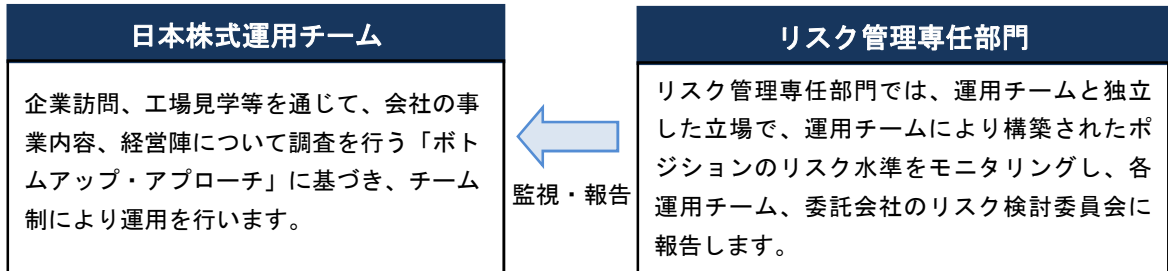 日本株式運用チーム
企業訪問、工場見学等を通じて、会社の事
業内容、経営陣について調査を行う「ボト
ムアップ・アプローチ」に基づき、チーム
制により運用を行います。
監視・報告
リスク管理専任部門
リスク管理専任部門では、運用チームと独立
した立場で、運用チームにより構築されたポ
ジションのリスク水準をモニタリングし、各
運用チーム、委託会社のリスク検討委員会に
報告します。